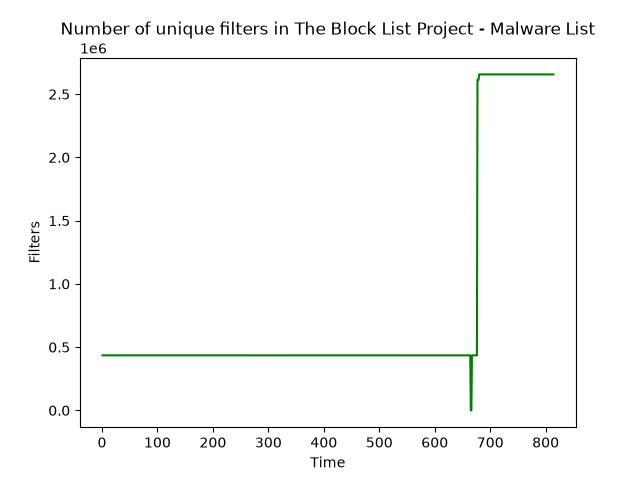 Number of unique filters in The Block List Project - Malware List
1e6
2.5
2.0
1.5
1.0
0.5
0.0
Filters
0 100 200 300 400 500 600 700 800
Time